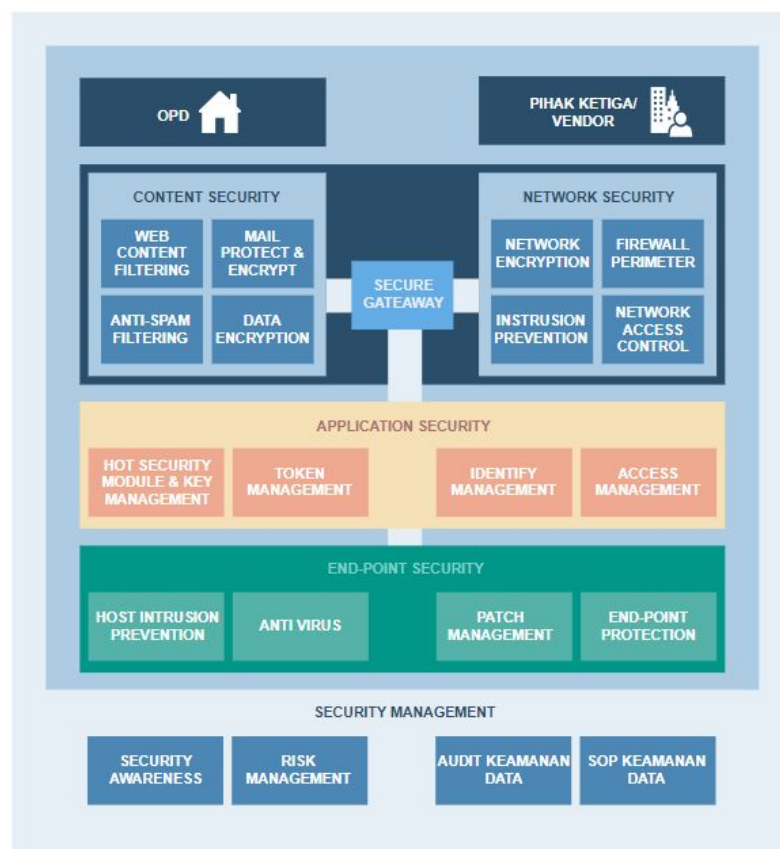 OPD
PIHAK KETIGA/
VENDOR
CONTENT SECURITY
WEB
CONTENT
FILTERING
MAIL
PROTECT &
ENCRYPT
ANTI-SPAM
FILTERING
DATA
ENCRYPTION
SECURE
GATEAWAY
NETWORK SECURITY
NETWORK
ENCRYPTION
FIREWALL
PERIMETER
INSTRUSION
PREVENTION
NETWORK
ACCESS
CONTROL
APPLICATION SECURITY
HOT SECURITY
MODULE & KEY
MANAGEMENT
TOKEN
MANAGEMENT
IDENTIFY
MANAGEMENT
ACCESS
MANAGEMENT
END-POINT SECURITY
HOST INTRUSION
PREVENTION
ANTI VIRUS
PATCH
MANAGEMENT
END-POINT
PROTECTION
SECURITY MANAGEMENT
SECURITY
AWARENESS
RISK
MANAGEMENT
AUDIT KEAMANAN
DATA
SOP KEAMANAN
DATA